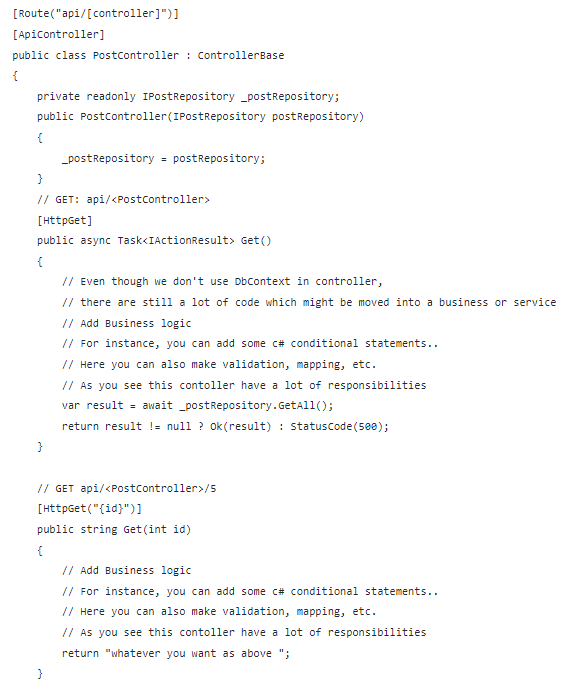 [Route("api/[controller]")]
[ApiController]
public class PostController : ControllerBase
{
    private readonly IPostRepository _postRepository;
    public PostController(IPostRepository postRepository)
    {
        _postRepository = postRepository;
    }
    // GET: api/<PostController>
    [HttpGet]
    public async Task<IActionResult> Get()
    {
        // Even though we don't use DbContext in controller,
        // there are still a lot of code which might be moved into a business or service
        // Add Business logic
        // For instance, you can add some c# conditional statements..
        // Here you can also make validation, mapping, etc.
        // As you see this contoller have a lot of responsibilities
        var result = await _postRepository.GetAll();
        return result != null ? Ok(result) : StatusCode(500);
    }

    // GET api/<PostController>/5
    [HttpGet("{id}")]
    public string Get(int id)
    {
        // Add Business logic
        // For instance, you can add some c# conditional statements..
        // Here you can also make validation, mapping, etc.
        // As you see this contoller have a lot of responsibilities
        return "whatever you want as above ";
    }